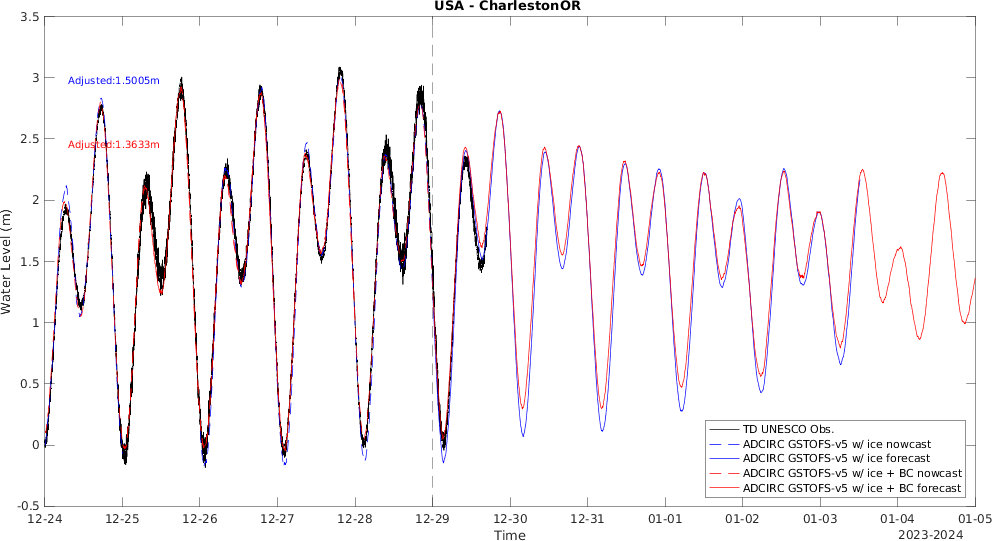 USA - CharlestonOR
3.5
3
2.5
2
1.5
1
0.5
0
-0.5
Water Level (m)
Adjusted:1.5005m
Adjusted:1.3633m
TD UNESCO Obs.
ADCIRC GSTOFS-v5 w/ ice nowcast
ADCIRC GSTOFS-v5 w/ ice forecast
ADCIRC GSTOFS-v5 w/ ice + BC nowcast
ADCIRC GSTOFS-v5 w/ ice + BC forecast
12-24 12-25 12-26 12-27 12-28 12-29 12-30 12-31 01-01 01-02 01-03 01-04 01-05
Time
2023-2024